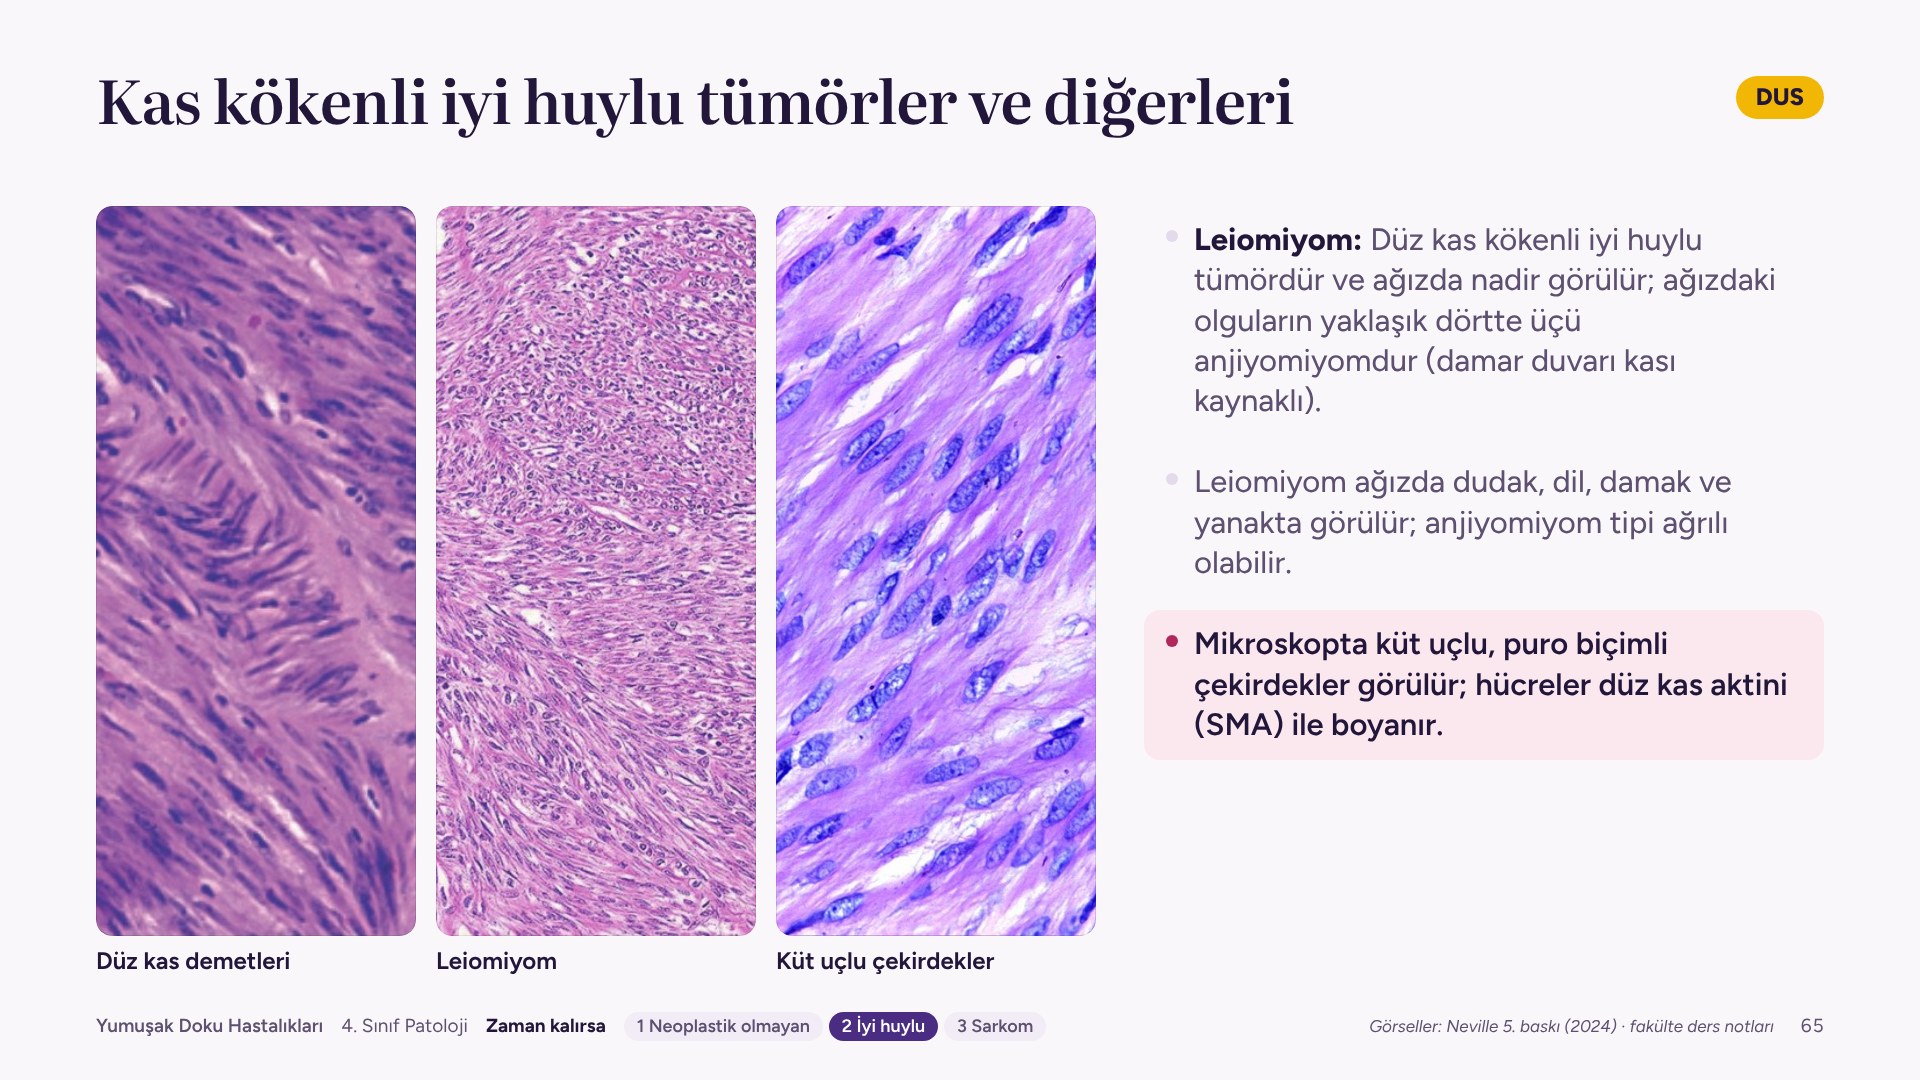 Kas kökenli iyi huylu tümörler ve diğerleri
DUS
Leiomiyom: Düz kas kökenli iyi huylu
tümördür ve ağızda nadir görülür; ağızdaki
olguların yaklaşık dörtte üçü
anjiyomiyomdur (damar duvarı kası
kaynaklı).
Leiomiyom ağızda dudak, dil, damak ve
yanakta görülür; anjiyomiyom tipi ağrılı
olabilir.
Mikroskopta küt uçlu, puro biçimli
çekirdekler görülür; hücreler düz kas aktini
(SMA) ile boyanır.
Düz kas demetleri
Leiomiyom
Küt uçlu çekirdekler
Yumuşak Doku Hastalıkları 4. Sınıf Patoloji Zaman kalırsa 1 Neoplastik olmayan 2 İyi huylu 3 Sarkom
Görseller: Neville 5. baskı (2024) · fakülte ders notları 65